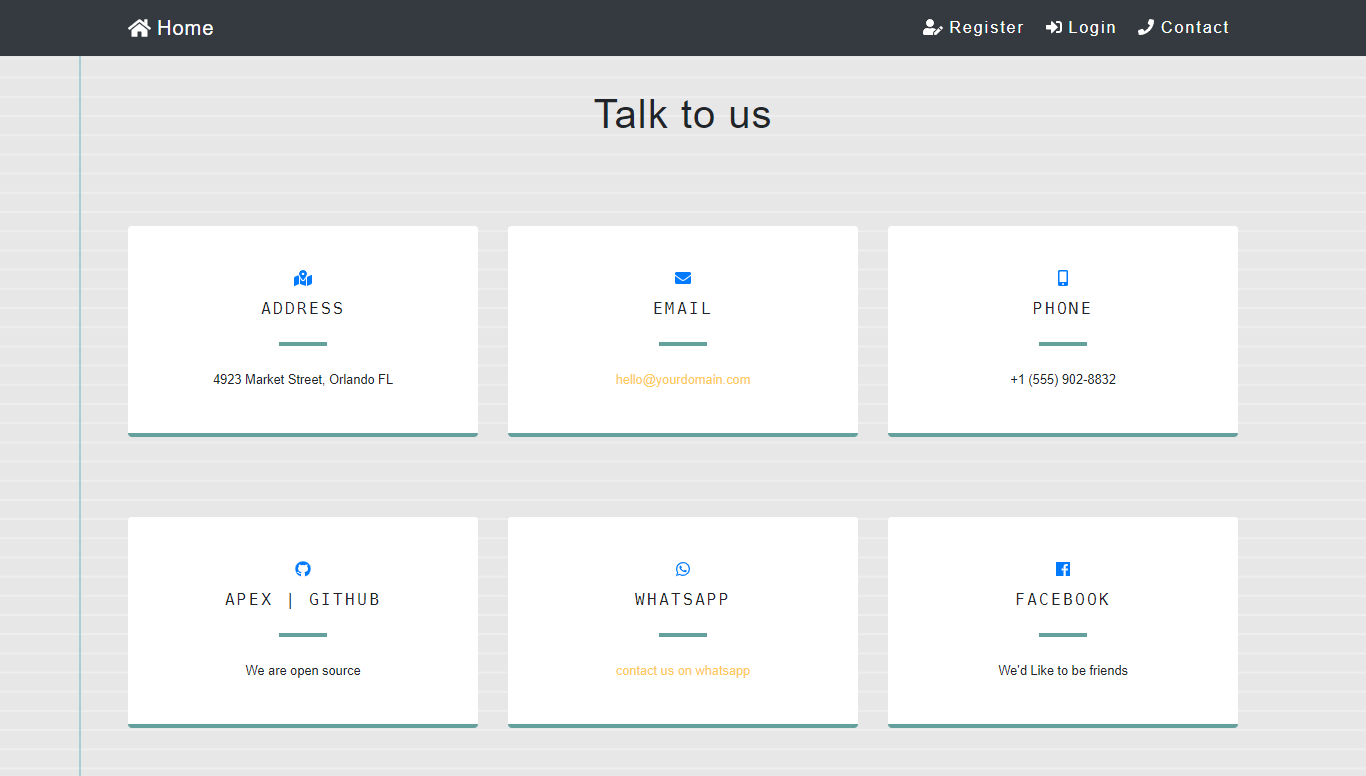 Home
Register
Login
Contact
Talk to us
ADDRESS
EMAIL
PHONE
4923 Market Street, Orlando FL
hello@yourdomain.com
+1 (555) 902-8832
APEX | GITHUB
WHATSAPP
FACEBOOK
We are open source
contact us on whatsapp
We'd Like to be friends